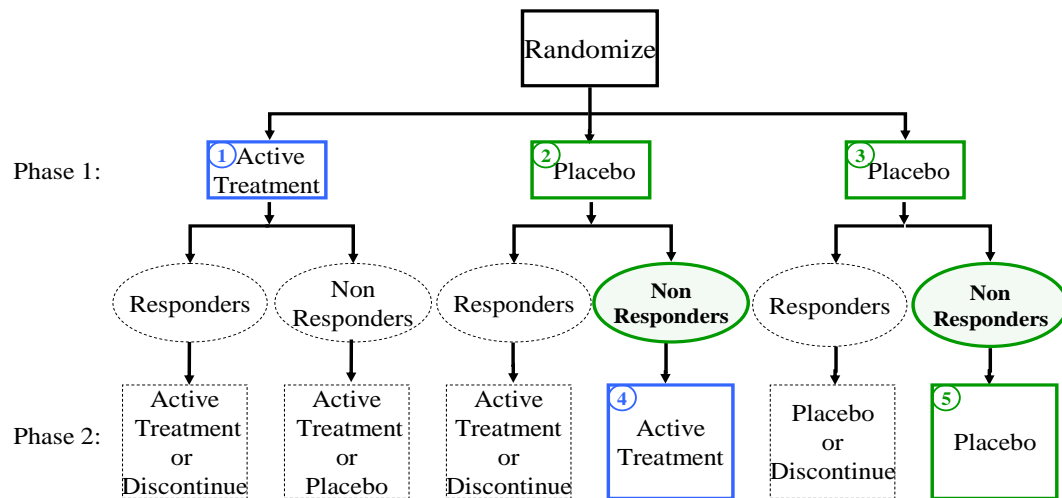 Randomize
Phase 1:
1
Active
Treatment
2
Placebo
3
Placebo
Responders
Non
Responders
Responders
Non
Responders
Responders
Non
Responders
Phase 2:
Active
Treatment
or
Discontinue
Active
Treatment
or
Placebo
Active
Treatment
or
Discontinue
4
Active
Treatment
Placebo
or
Discontinue
5
Placebo